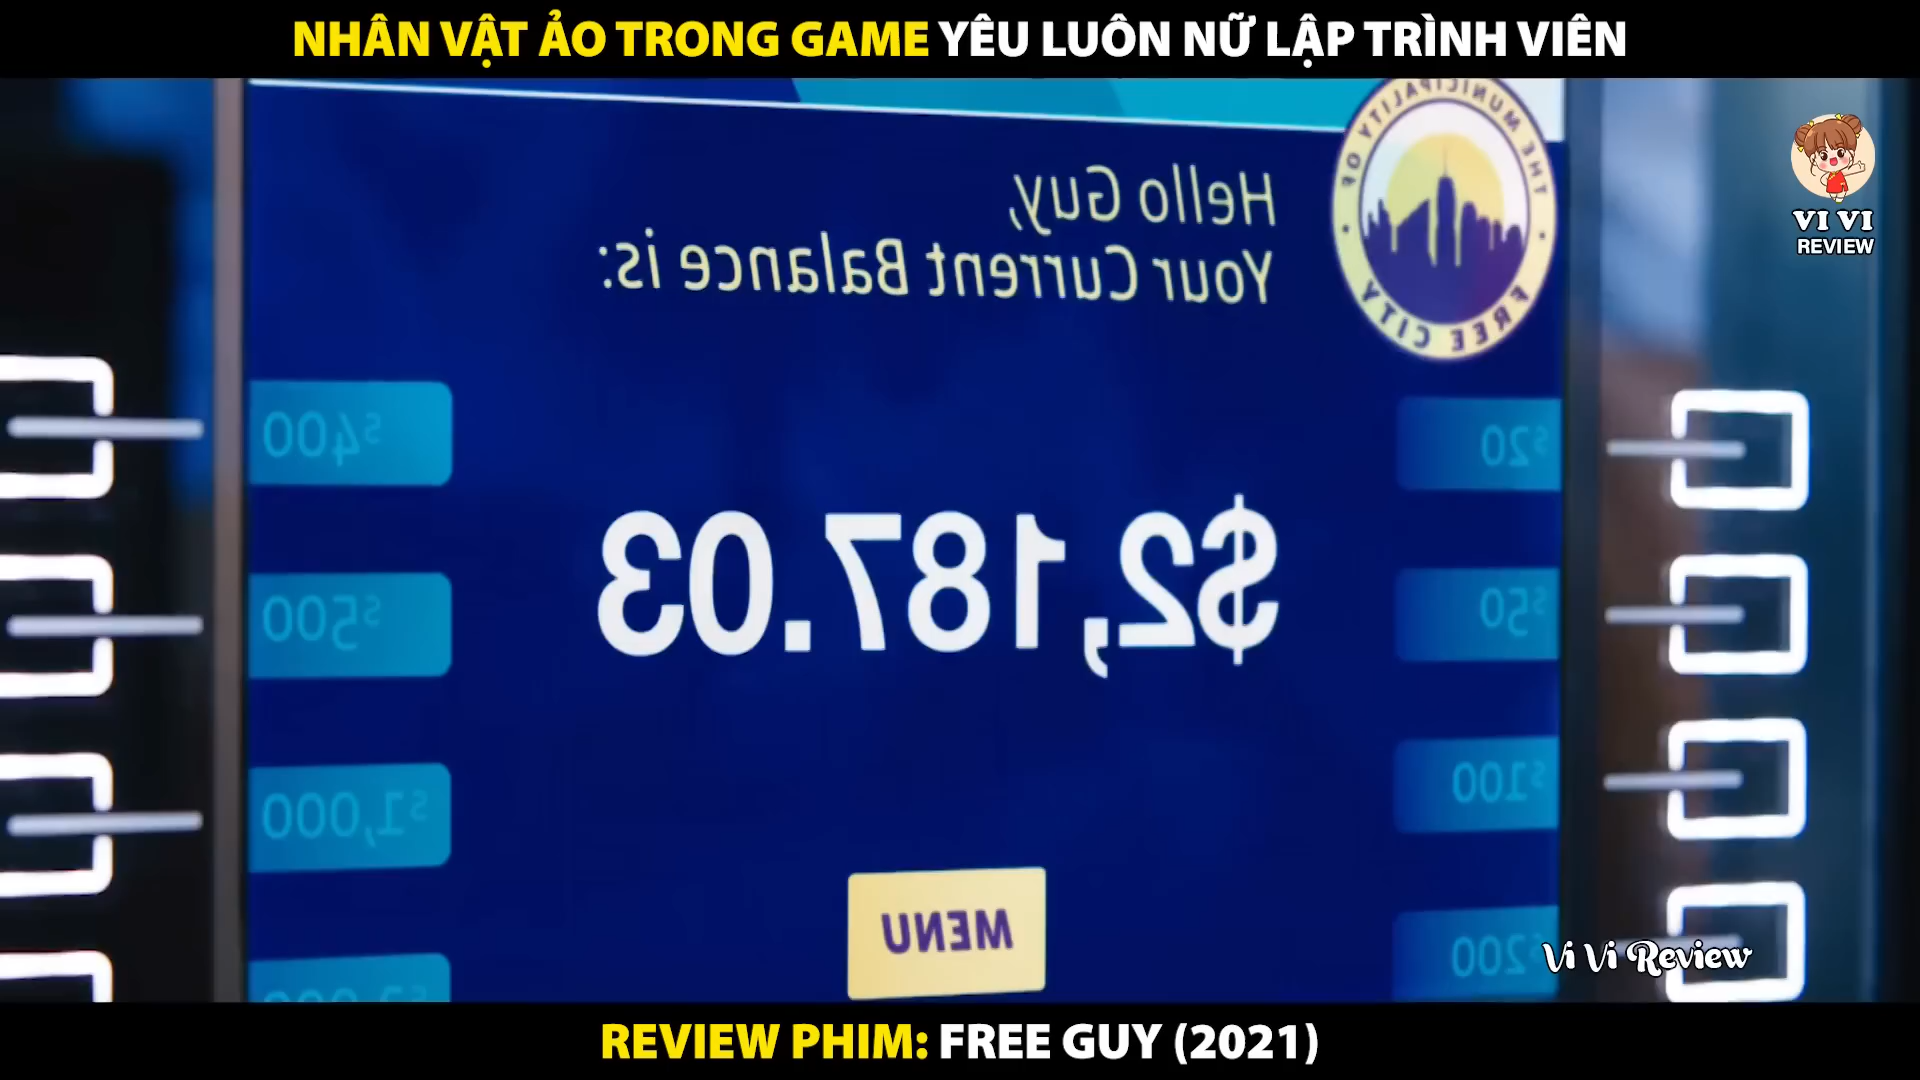 NHÂN VẬT ẢO TRONG GAME YÊU LUÔN NỮ LẬP TRÌNH VIÊN
THE MUNICIPALITY OF
FREE CITY
VI VI
REVIEW
Hello Guy,
Your Current Balance is:
$400
$20
$2,187.03
$500
$50
$1,000
$100
MENU
$200
Vi Vi Review
REVIEW PHIM: FREE GUY (2021)